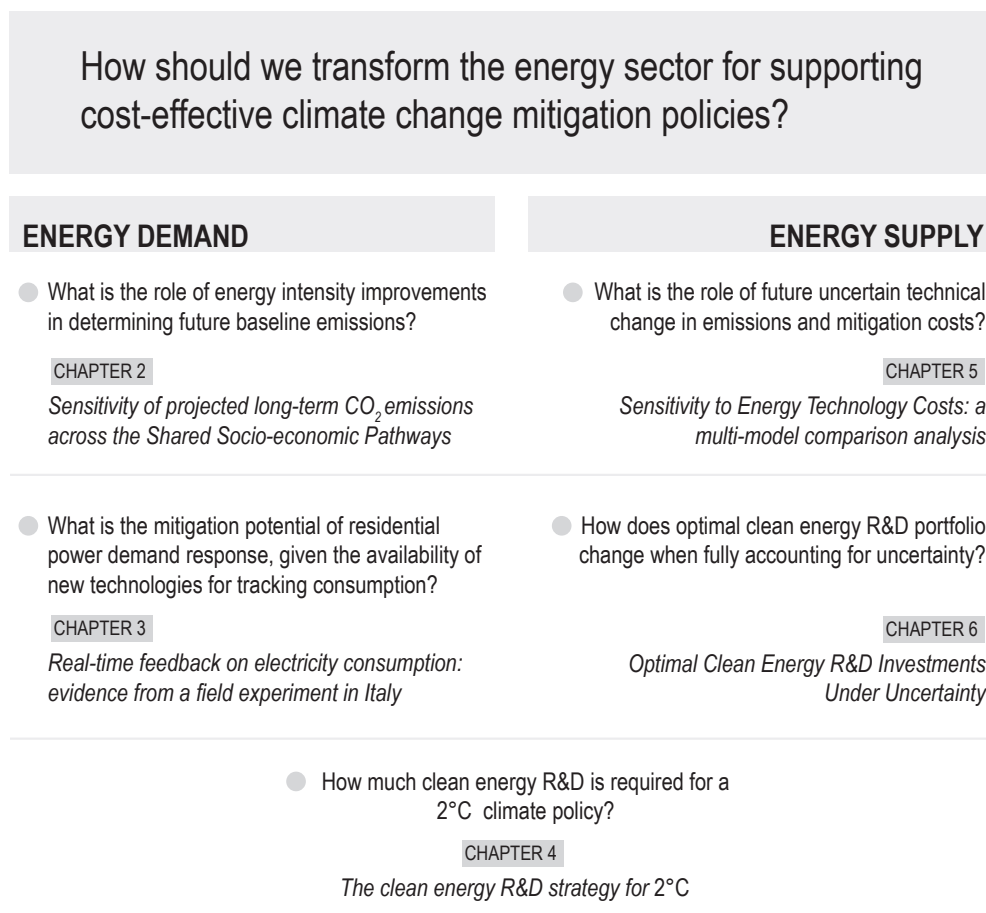 How should we transform the energy sector for supporting
cost-effective climate change mitigation policies?
ENERGY DEMAND
What is the role of energy intensity improvements
in determining future baseline emissions?
CHAPTER 2
Sensitivity of projected long-term CO2 emissions
across the Shared Socio-economic Pathways
What is the mitigation potential of residential
power demand response, given the availability of
new technologies for tracking consumption?
CHAPTER 3
Real-time feedback on electricity consumption:
evidence from a field experiment in Italy
ENERGY SUPPLY
What is the role of future uncertain technical
change in emissions and mitigation costs?
CHAPTER 5
Sensitivity to Energy Technology Costs: a
multi-model comparison analysis
How does optimal clean energy R&D portfolio
change when fully accounting for uncertainty?
CHAPTER 6
Optimal Clean Energy R&D Investments
Under Uncertainty
How much clean energy R&D is required for a
2°C climate policy?
CHAPTER 4
The clean energy R&D strategy for 2°C